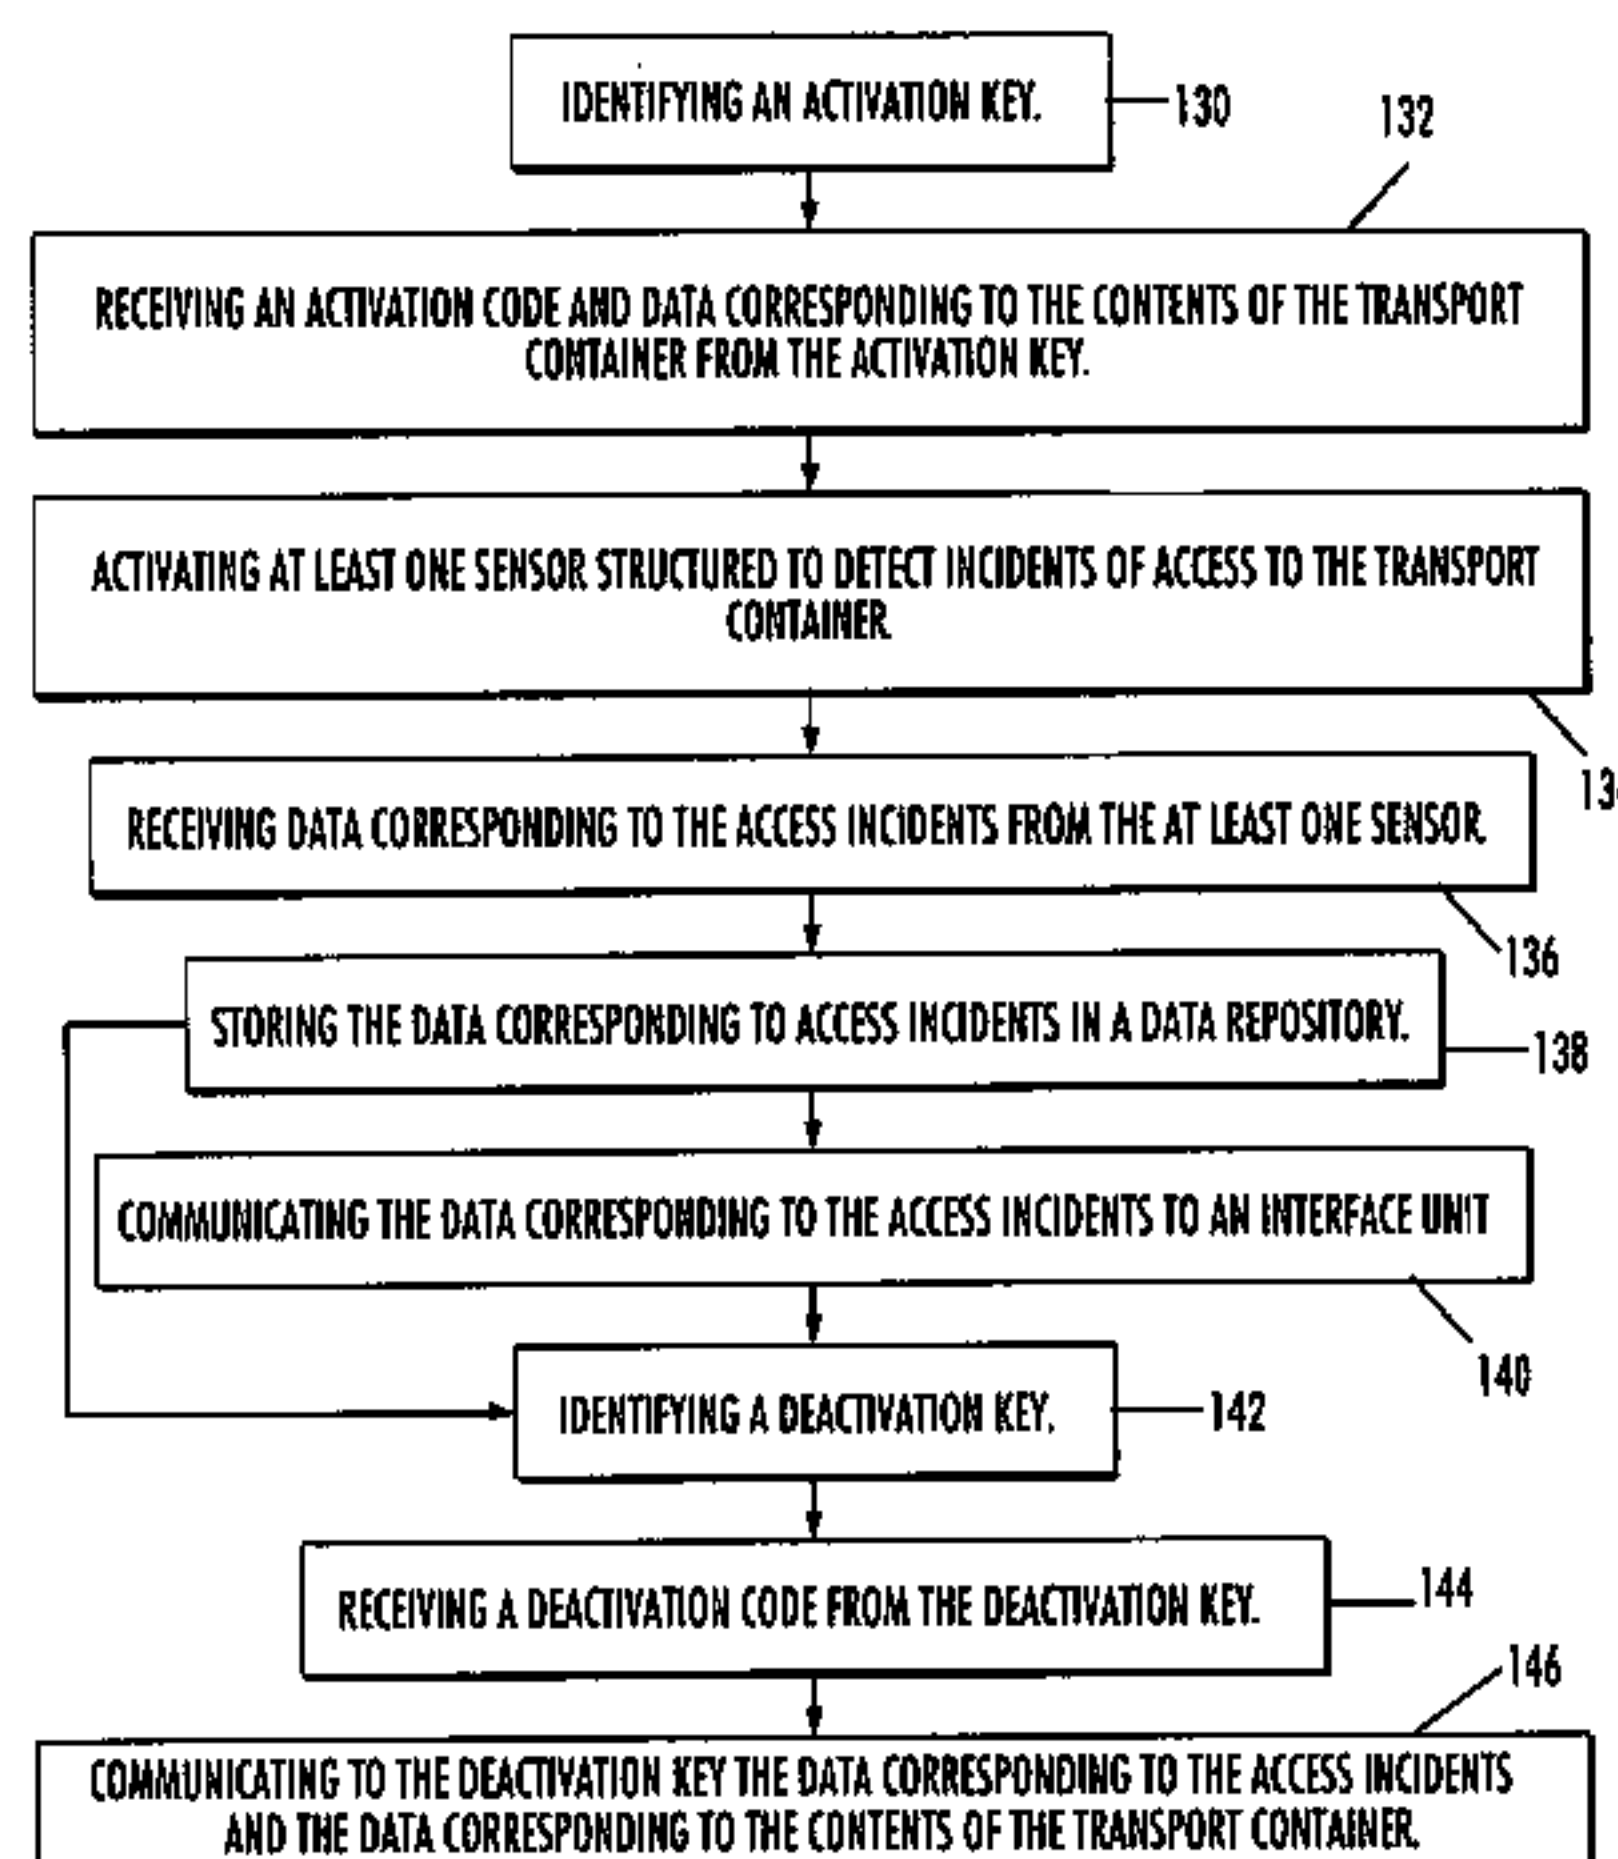 IDENTIFYING AN ACTIVATION KEY.
130
132
RECEIVING AN ACTIVATION CODE AND DATA CORRESPONDING TO THE CONTENTS OF THE TRANSPORT
CONTAINER FROM THE ACTIVATION KEY.
ACTIVATING AT LEAST ONE SENSOR STRUCTURED TO DETECT INCIDENTS OF ACCESS TO THE TRANSPORT
CONTAINER.
RECEIVING DATA CORRESPONDING TO THE ACCESS INCIDENTS FROM THE AT LEAST ONE SENSOR.
136
STORING THE DATA CORRESPONDING TO ACCESS INCIDENTS IN A DATA REPOSITORY.
138
COMMUNICATING THE DATA CORRESPONDING TO THE ACCESS INCIDENTS TO AN INTERFACE UNIT
140
IDENTIFYING A DEACTIVATION KEY.
142
RECEIVING A DEACTIVATION CODE FROM THE DEACTIVATION KEY.
144
146
COMMUNICATING TO THE DEACTIVATION KEY THE DATA CORRESPONDING TO THE ACCESS INCIDENTS
AND THE DATA CORRESPONDING TO THE CONTENTS OF THE TRANSPORT CONTAINER.